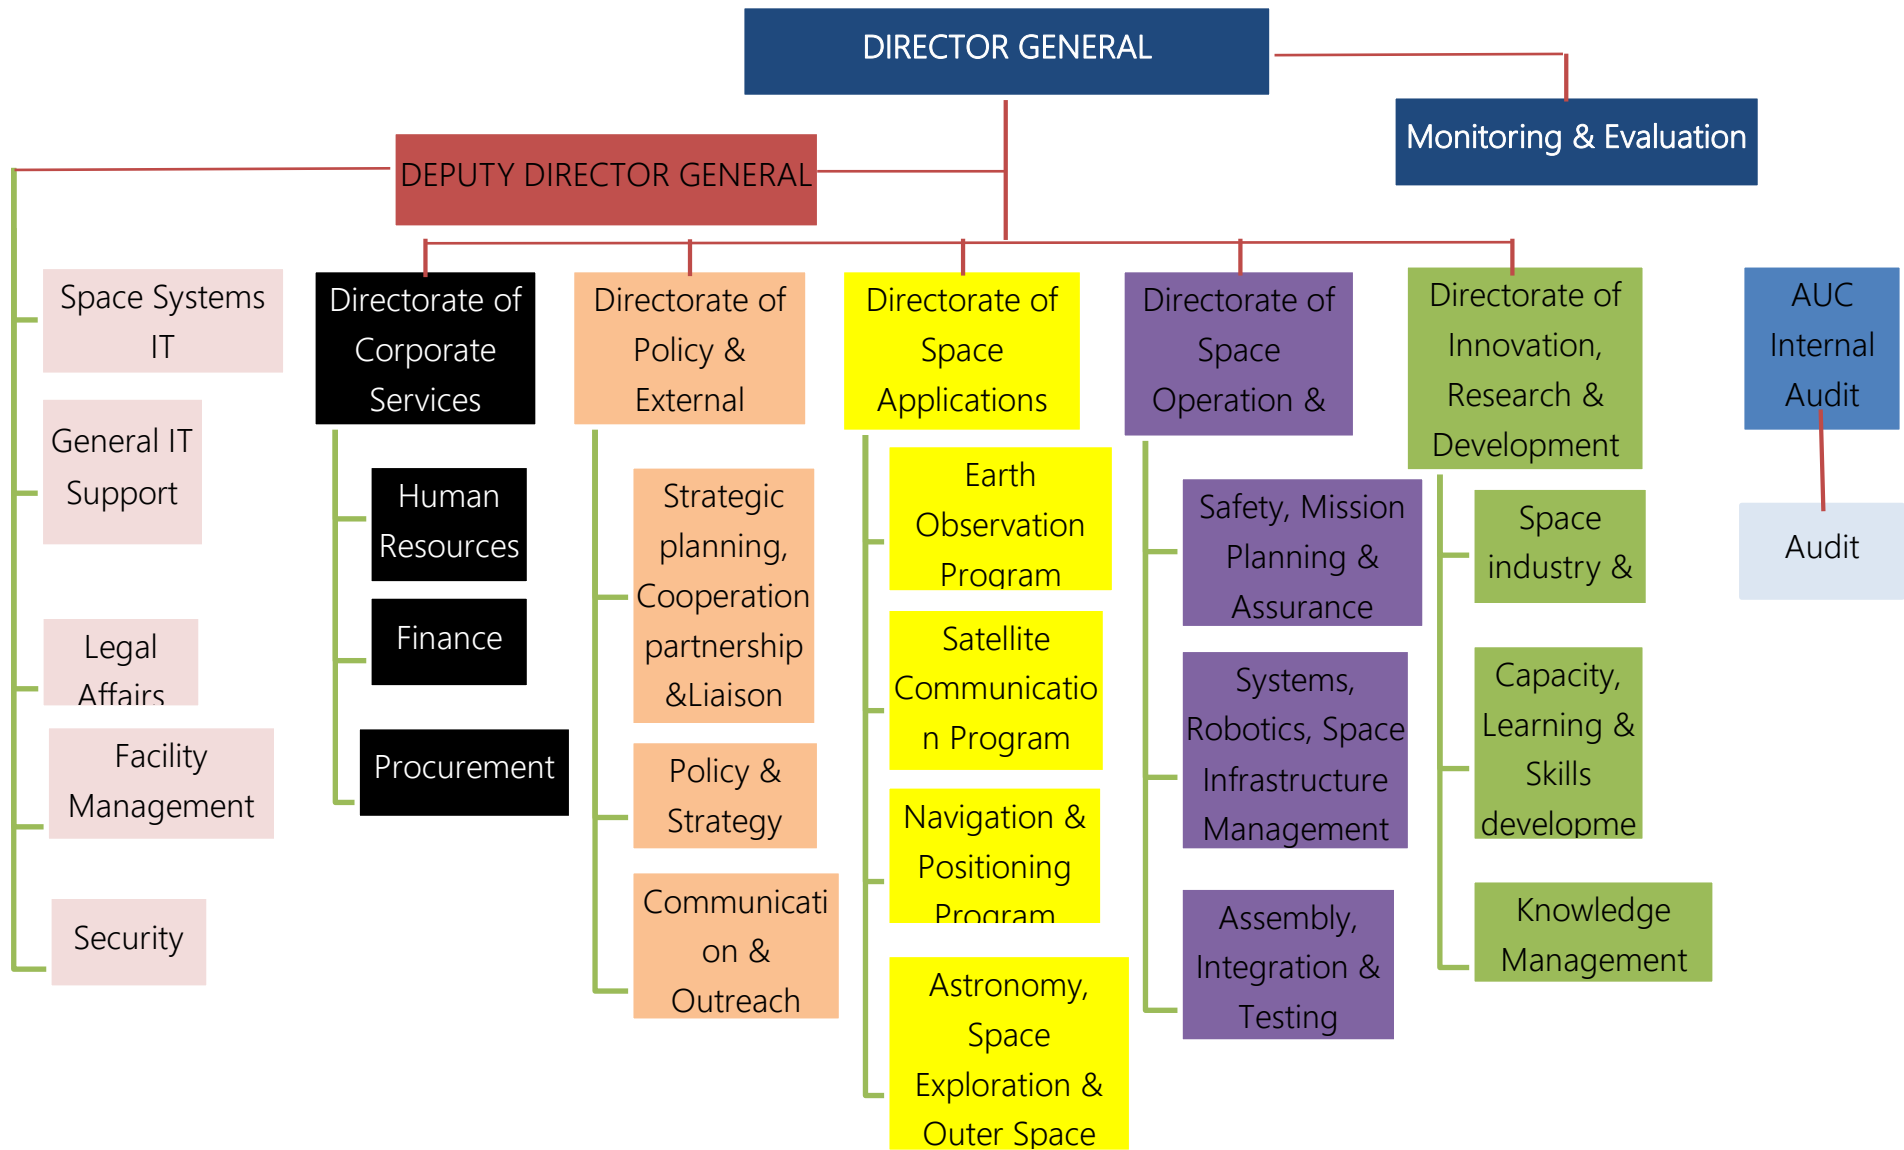 DIRECTOR GENERAL
Monitoring & Evaluation
DEPUTY DIRECTOR GENERAL
Space Systems
IT
General IT
Support
Legal
Affairs
Facility
Management
Security
Directorate of
Corporate
Services
Human
Resources
Finance
Procurement
Directorate of
Policy &
External
Strategic
planning,
Cooperation
partnership
&Liaison
Policy &
Strategy
Communicati
on &
Outreach
Directorate of
Space
Applications
Earth
Observation
Program
Satellite
Communicatio
n Program
Navigation &
Positioning
Program
Astronomy,
Space
Exploration &
Outer Space
Directorate of
Space
Operation &
Safety, Mission
Planning &
Assurance
Systems,
Robotics, Space
Infrastructure
Management
Assembly,
Integration &
Testing
Directorate of
Innovation,
Research &
Development
Space
industry &
Capacity,
Learning &
Skills
developme
Knowledge
Management
AUC
Internal
Audit
Audit